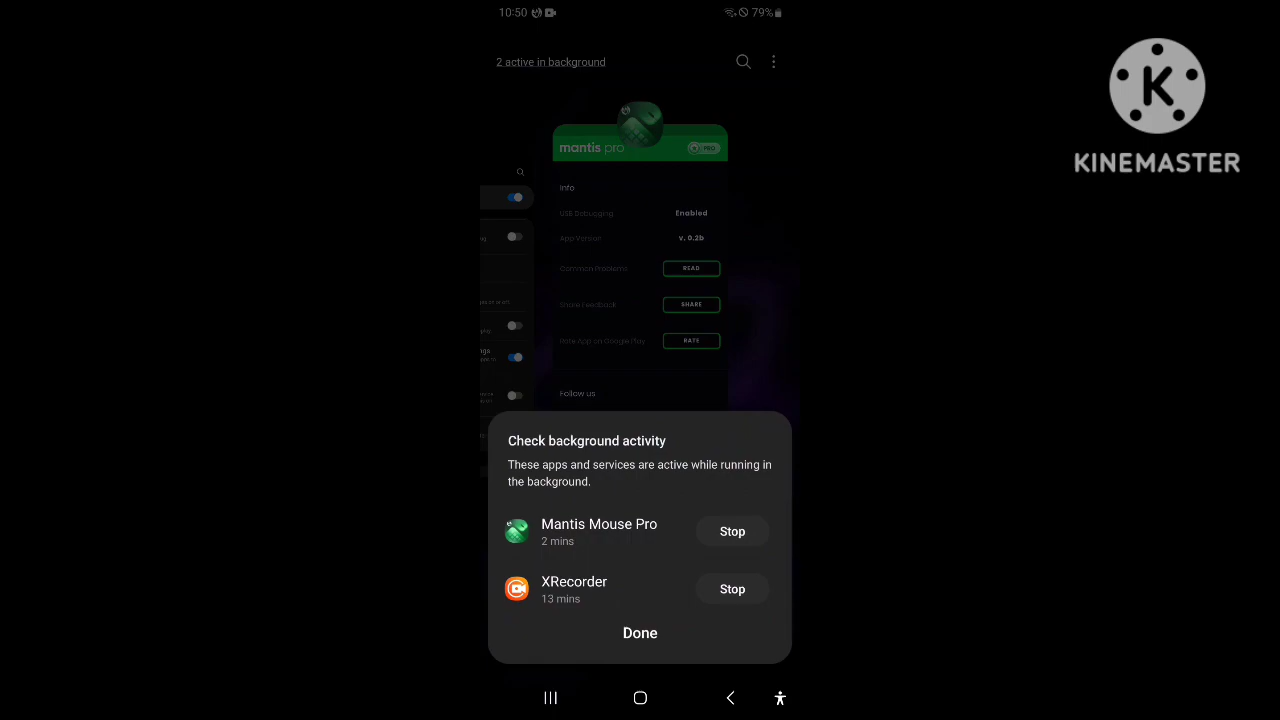 10:50
79%
2 active in background
KINEMASTER
mantis pro
PRO
Info
USB Debugging
Enabled
App Version
v. 0.2b
Common Problems
READ
Share Feedback
SHARE
Rate App on Google Play
RATE
Follow us
Check background activity
These apps and services are active while running in
the background.
Mantis Mouse Pro
2 mins
Stop
XRecorder
13 mins
Stop
Done